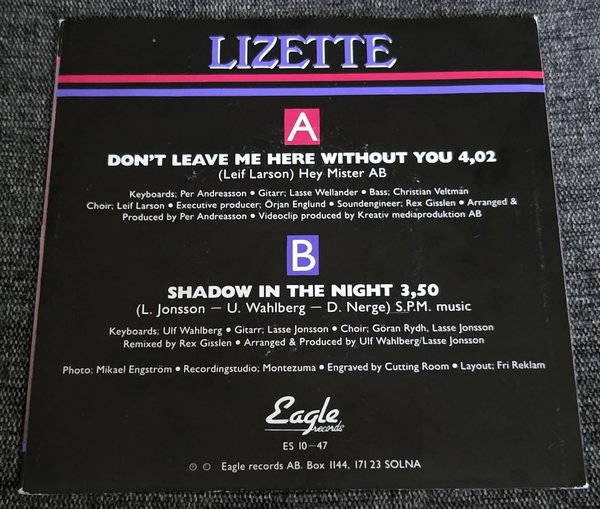 LIZETTE
A
DON'T LEAVE ME HERE WITHOUT YOU 4,02
(Leif Larson) Hey Mister AB
Keyboards; Per Andreasson • Gitarr; Lasse Wellander • Bass; Christian Veltmán
Choir; Leif Larson • Executive producer; Örjan Englund • Soundengineer; Rex Gisslen • Arranged &
Produced by Per Andreasson • Videoclip produced by Kreativ mediaproduktion AB
B
SHADOW IN THE NIGHT 3,50
(L. Jonsson — U. Wahlberg — D. Nerge) S.P.M. music
Keyboards; Ulf Wahlberg • Gitarr; Lasse Jonsson • Choir; Göran Rydh, Lasse Jonsson
Remixed by Rex Gisslen • Arranged & Produced by Ulf Wahlberg/Lasse Jonsson
Photo; Mikael Engström • Recordingstudio; Montezuma • Engraved by Cutting Room • Layout; Fri Reklam
Eagle
records
ES 10—47
℗ © Eagle records AB. Box 1144, 171 23 SOLNA